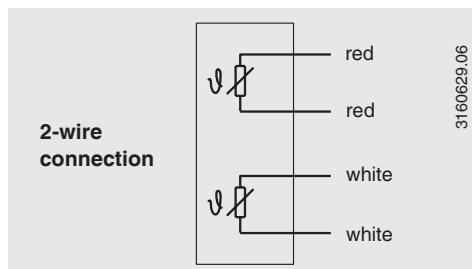 red
red
2-wire
connection
white
white
ϑ
ϑ
3160629.06